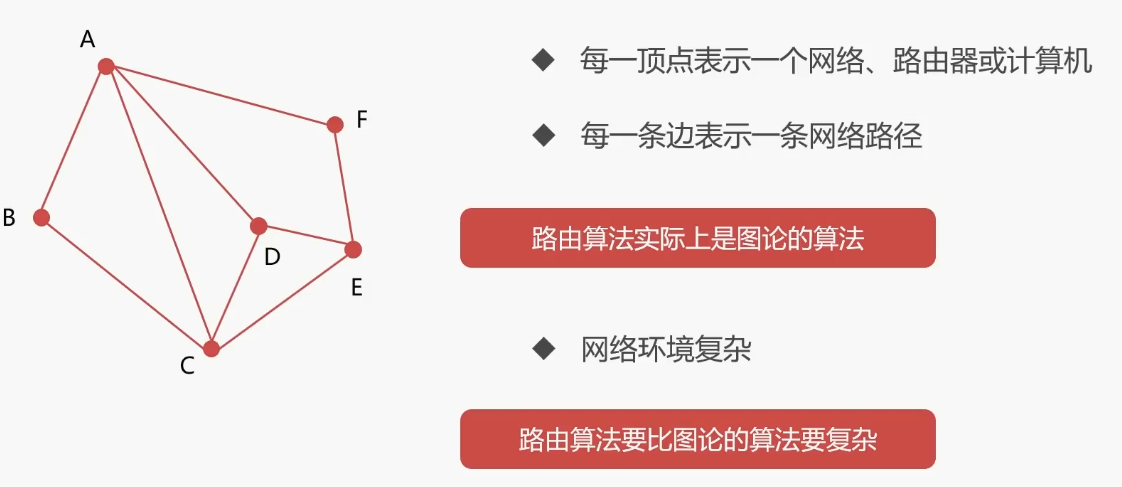 A
B
C
D
E
F
◆ 每一顶点表示一个网络、路由器或计算机
◆ 每一条边表示一条网络路径
路由算法实际上是图论的算法
◆ 网络环境复杂
路由算法要比图论的算法要复杂